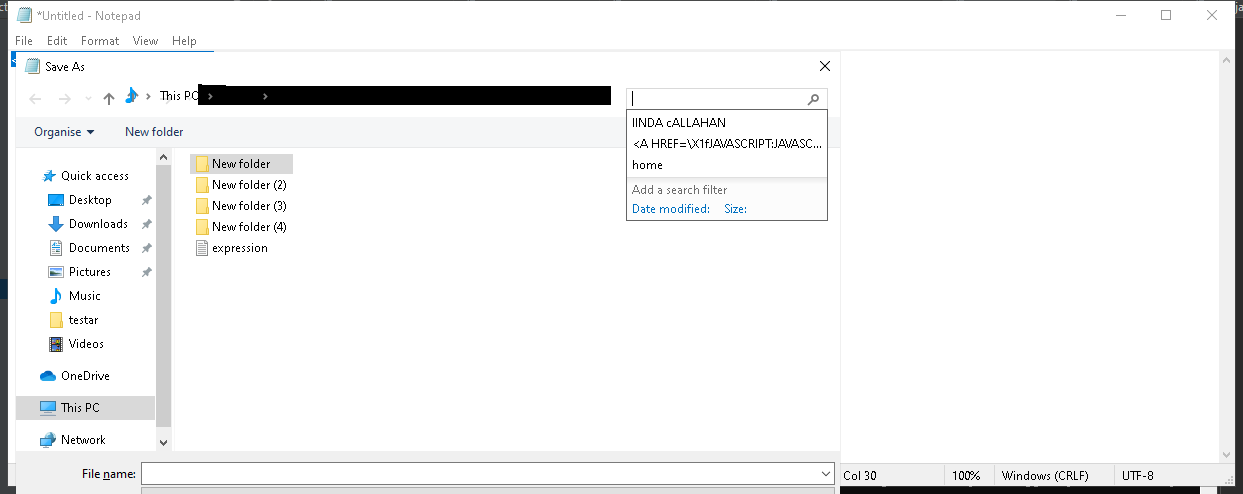 *Untitled - Notepad
File Edit Format View Help
Save As
This PC
Organise New folder
Quick access
Desktop
Downloads
Documents
Pictures
Music
testar
Videos
OneDrive
This PC
Network
New folder
New folder (2)
New folder (3)
New folder (4)
expression
lINDA cALLAHAN
<A HREF=\X1fJAVASCRIPT:JAVASC...
home
Add a search filter
Date modified: Size:
File name:
Col 30 100% Windows (CRLF) UTF-8